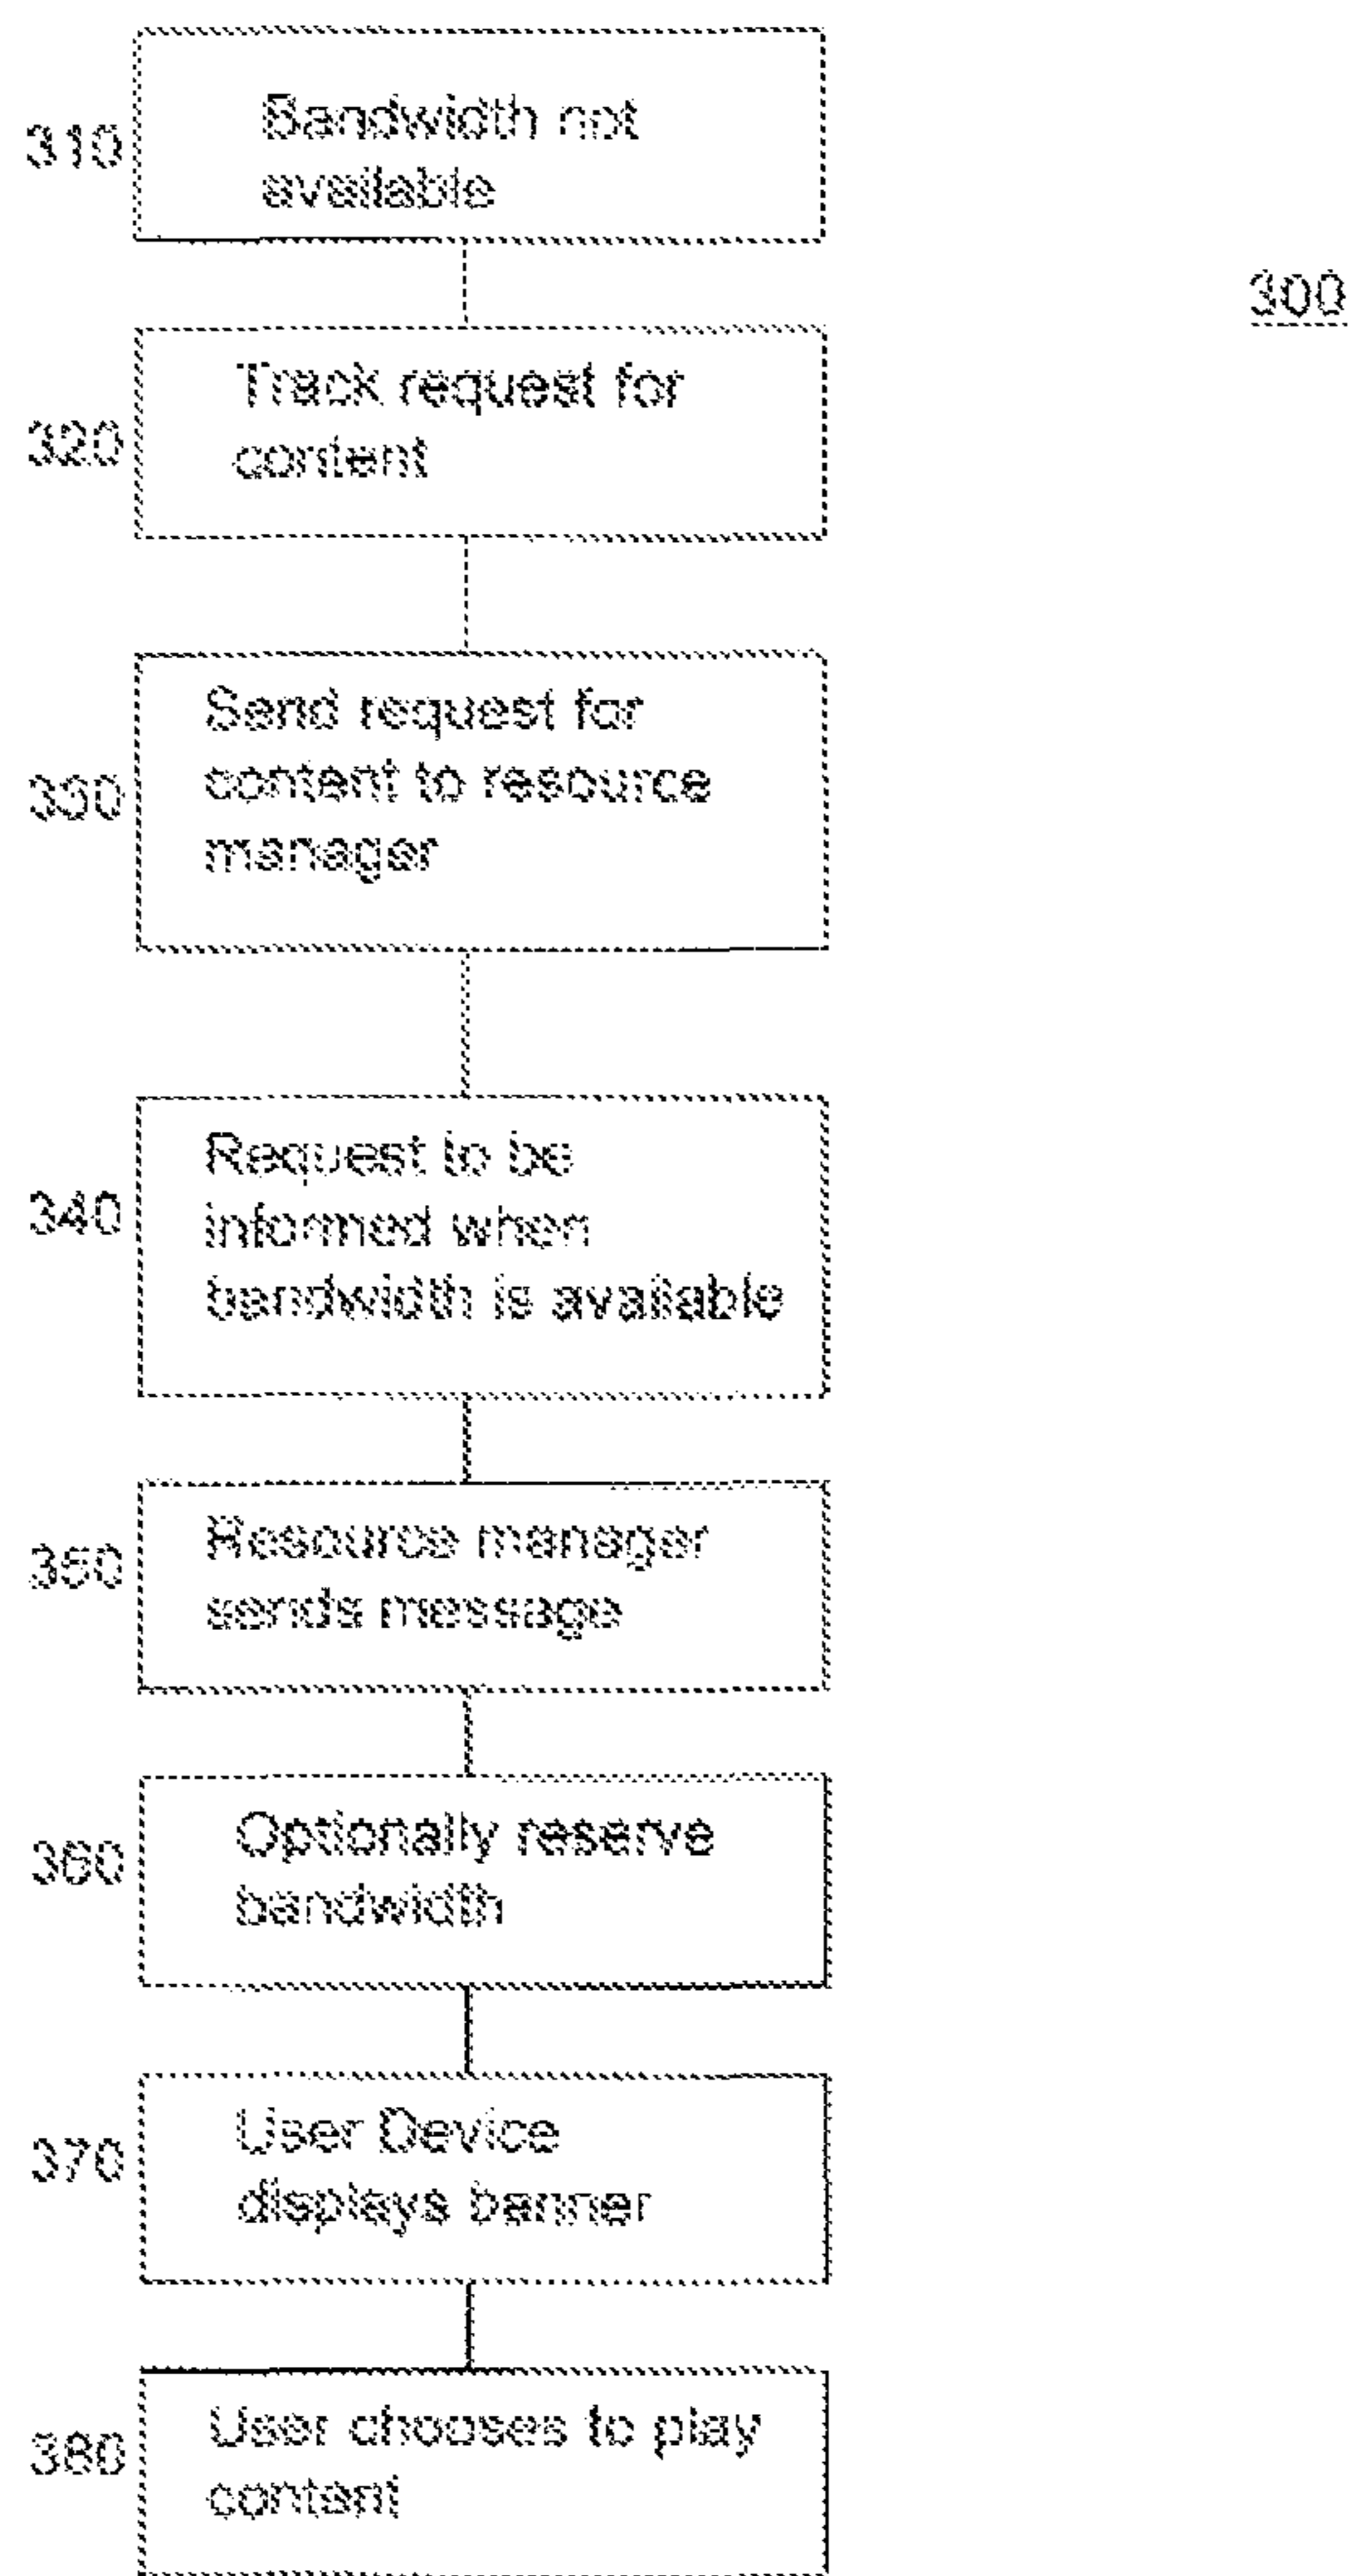 310
Bandwidth not
available
300
320
Track request for
content
330
Send request for
content to resource
manager
340
Request to be
informed when
bandwidth is available
350
Resource manager
sends message
360
Optionally reserve
bandwidth
370
User Device
displays banner
380
User chooses to play
content